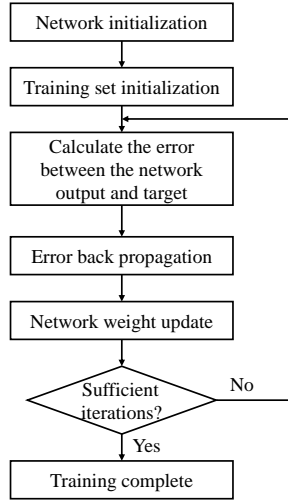 Network initialization
Training set initialization
Calculate the error
between the network
output and target
Error back propagation
Network weight update
Sufficient
iterations?
No
Yes
Training complete